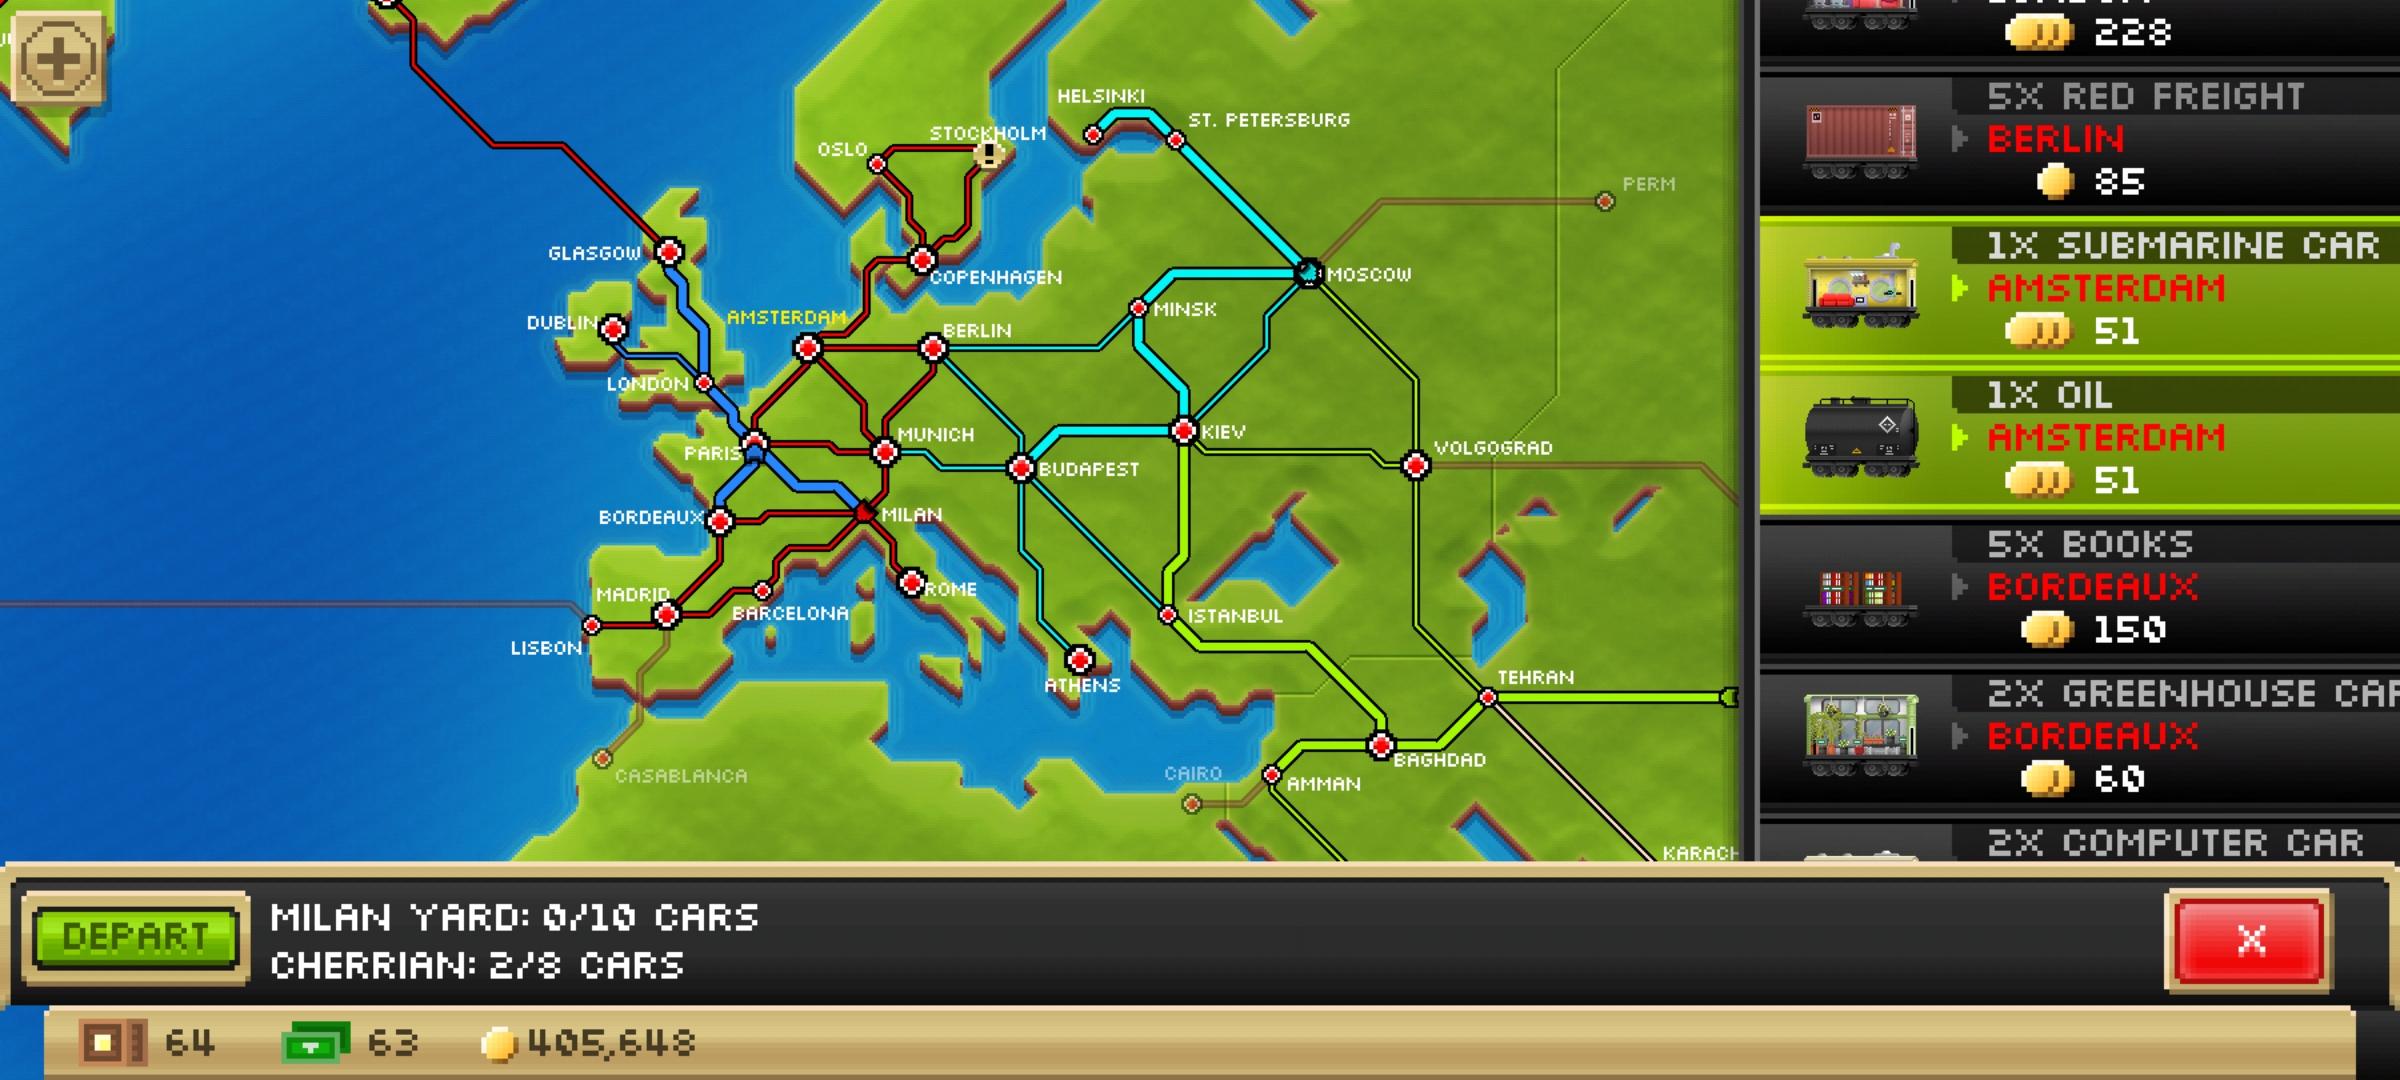 228
5X RED FREIGHT
BERLIN
85
1X SUBMARINE CAR
AMSTERDAM
51
1X OIL
AMSTERDAM
51
5X BOOKS
BORDEAUX
150
2X GREENHOUSE CAR
BORDEAUX
60
2X COMPUTER CAR
HELSINKI
ST. PETERSBURG
STOCKHOLM
OSLO
PERM
GLASGOW
COPENHAGEN
MOSCOW
MINSK
DUBLIN
AMSTERDAM
BERLIN
LONDON
MUNICH
KIEV
PARIS
BUDAPEST
VOLGOGRAD
BORDEAUX
MILAN
MADRID
ROME
BARCELONA
ISTANBUL
LISBON
ATHENS
TEHRAN
CASABLANCA
CAIRO
AMMAN
BAGHDAD
KARACH
DEPART
MILAN YARD: 0/10 CARS
CHERRIAN: 2/8 CARS
X
64
63
405,648